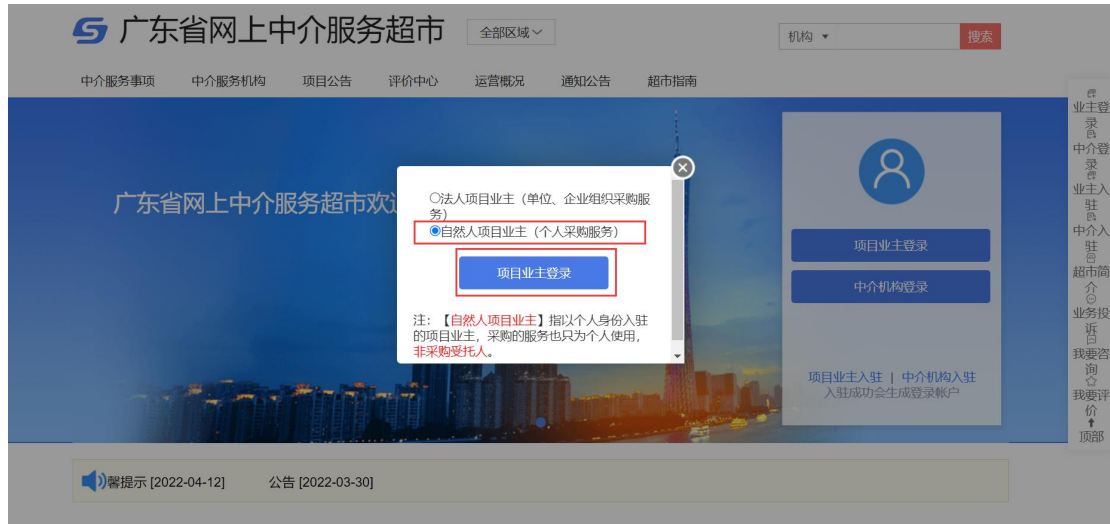 广东省网上中介服务超市
全部区域
机构
搜索
中介服务事项 中介服务机构 项目公告 评价中心 运营概况 通知公告 超市指南
广东省网上中介服务超市欢
法人项目业主（单位、企业组织采购服
务）
自然人项目业主（个人采购服务）
项目业主登录
注：【自然人项目业主】指以个人身份入驻
的项目业主，采购的服务也只为个人使用，
非采购受托人。
项目业主登录
中介机构登录
项目业主入驻 | 中介机构入驻
入驻成功会生成登录帐户
业主登
录
中介登
录
业主入
驻
中介入
驻
超市简
介
业务投
诉
我要咨
询
我要评
价
顶部
馨提示 [2022-04-12] 公告 [2022-03-30]